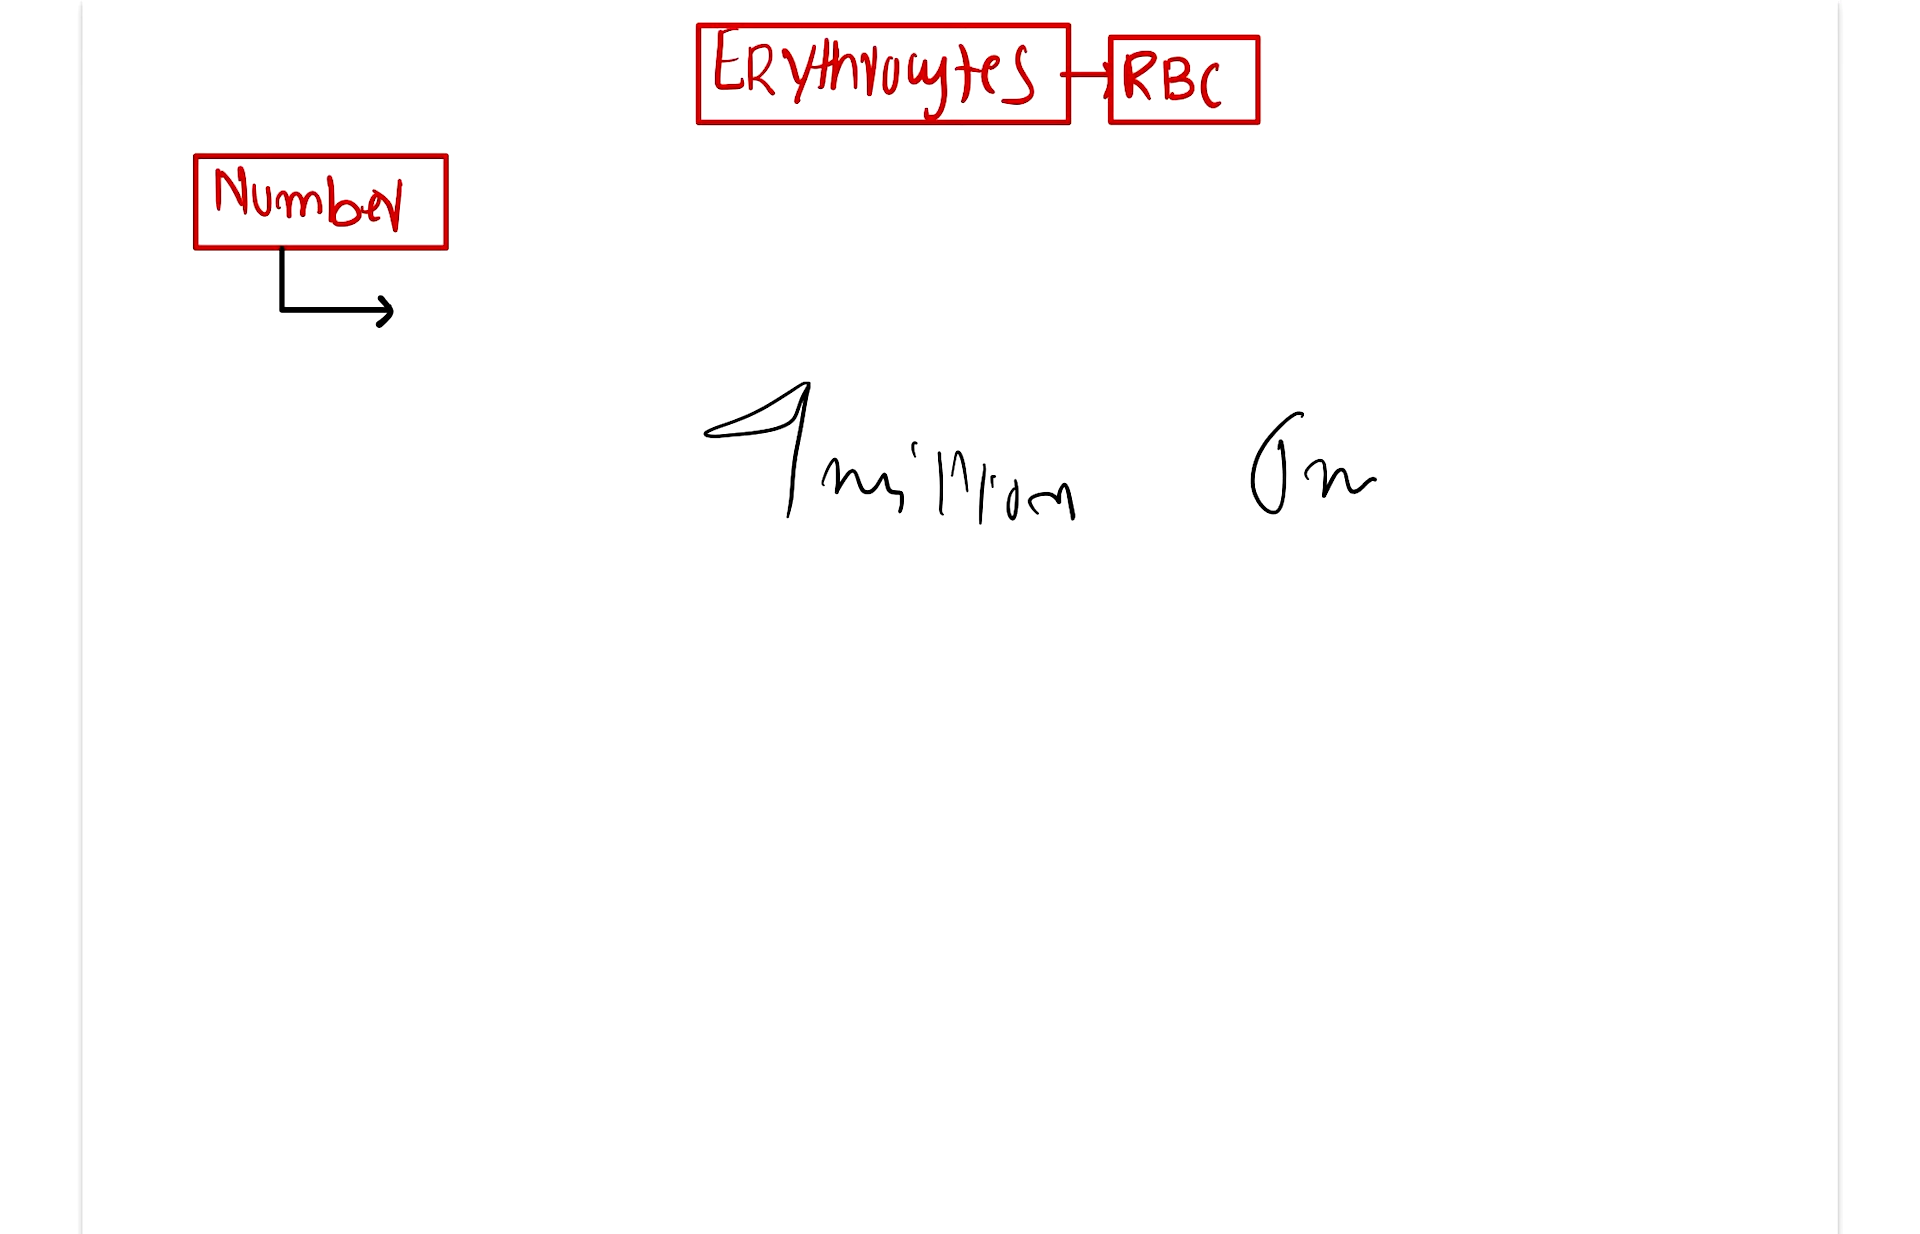 Erythrocytes → RBC
Number
1 million